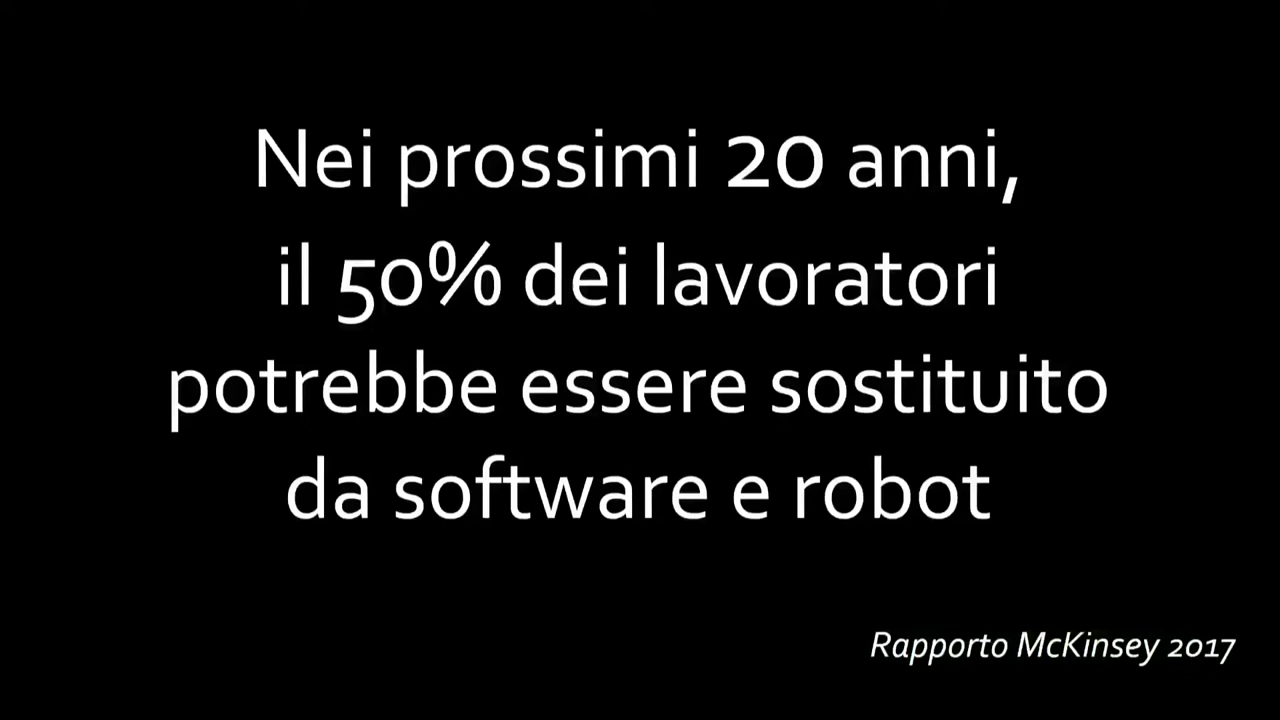 Nei prossimi 20 anni,
il 50% dei lavoratori
potrebbe essere sostituito
da software e robot
Rapporto McKinsey 2017